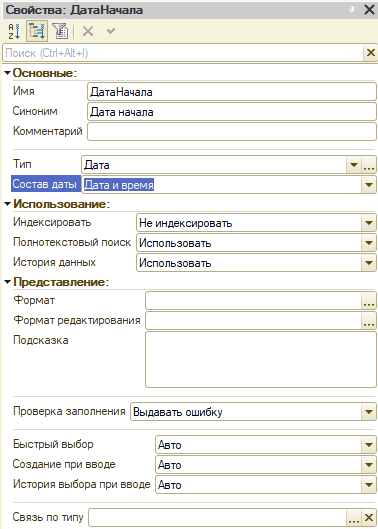 Свойства: ДатаНачала
Поиск (Ctrl+Alt+I)
Основные:
Имя ДатаНачала
Синоним Дата начала
Комментарий
Тип Дата
Состав даты Дата и время
Использование:
Индексировать Не индексировать
Полнотекстовый поиск Использовать
История данных Использовать
Представление:
Формат
Формат редактирования
Подсказка
Проверка заполнения Выдавать ошибку
Быстрый выбор Авто
Создание при вводе Авто
История выбора при вводе Авто
Связь по типу